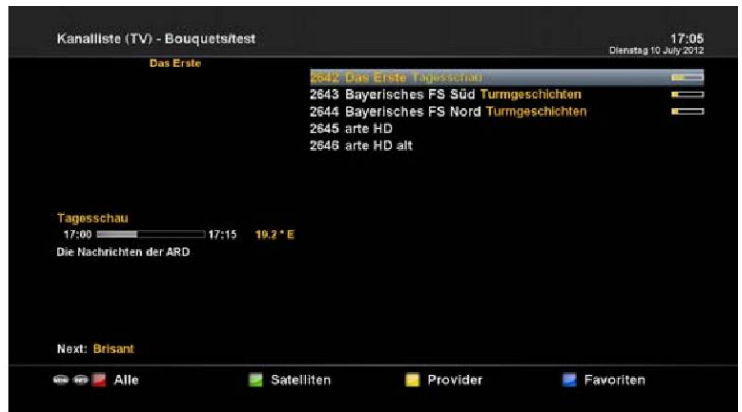 Kanalliste (TV) - Bouquets/test
17:05
Dienstag 10 July 2012
Das Erste
2642 Das Erste Tagesschau
2643 Bayerisches FS Süd Turmgeschichten
2644 Bayerisches FS Nord Turmgeschichten
2645 arte HD
2646 arte HD alt
Tagesschau
17:00 17:15 19.2 ° E
Die Nachrichten der ARD
Next: Brisant
Alle Satelliten Provider Favoriten